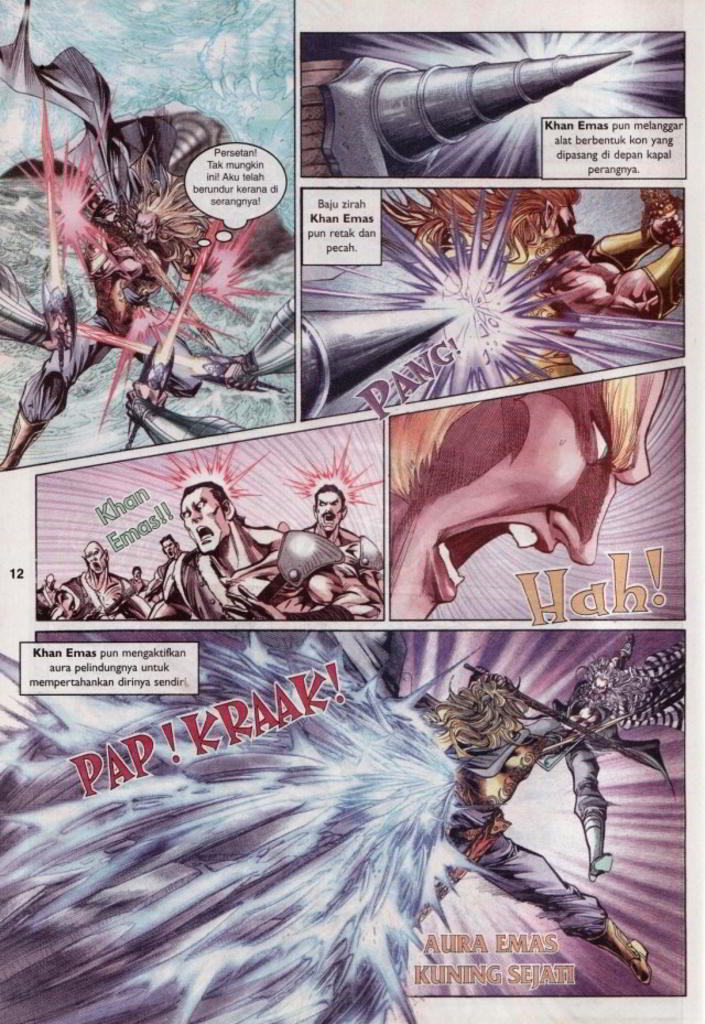 Persetan!
Tak mungkin
ini! Aku telah
berundur kerana di
serangnya!
Khan Emas pun melanggar
alat berbentuk kon yang
dipasang di depan kapal
perangnya.
Baju zirah
Khan Emas
pun retak dan
pecah.
PANG!
Khan
Emas!!
Hah!
12
Khan Emas pun mengaktifkan
aura pelindungnya untuk
mempertahankan dirinya sendiri.
PAP! KRAAK!
AURA EMAS
KUNING SEJATI